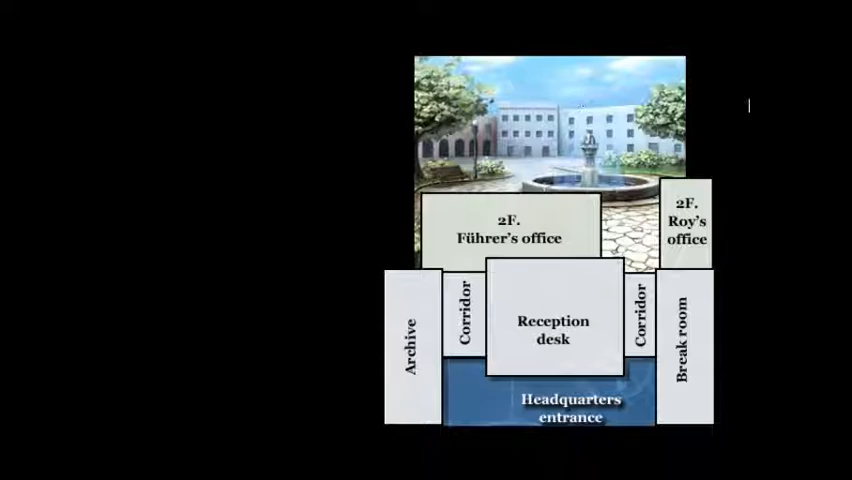 2F.
Führer's office
2F.
Roy's
office
Archive
Corridor
Reception
desk
Corridor
Break room
Headquarters
entrance